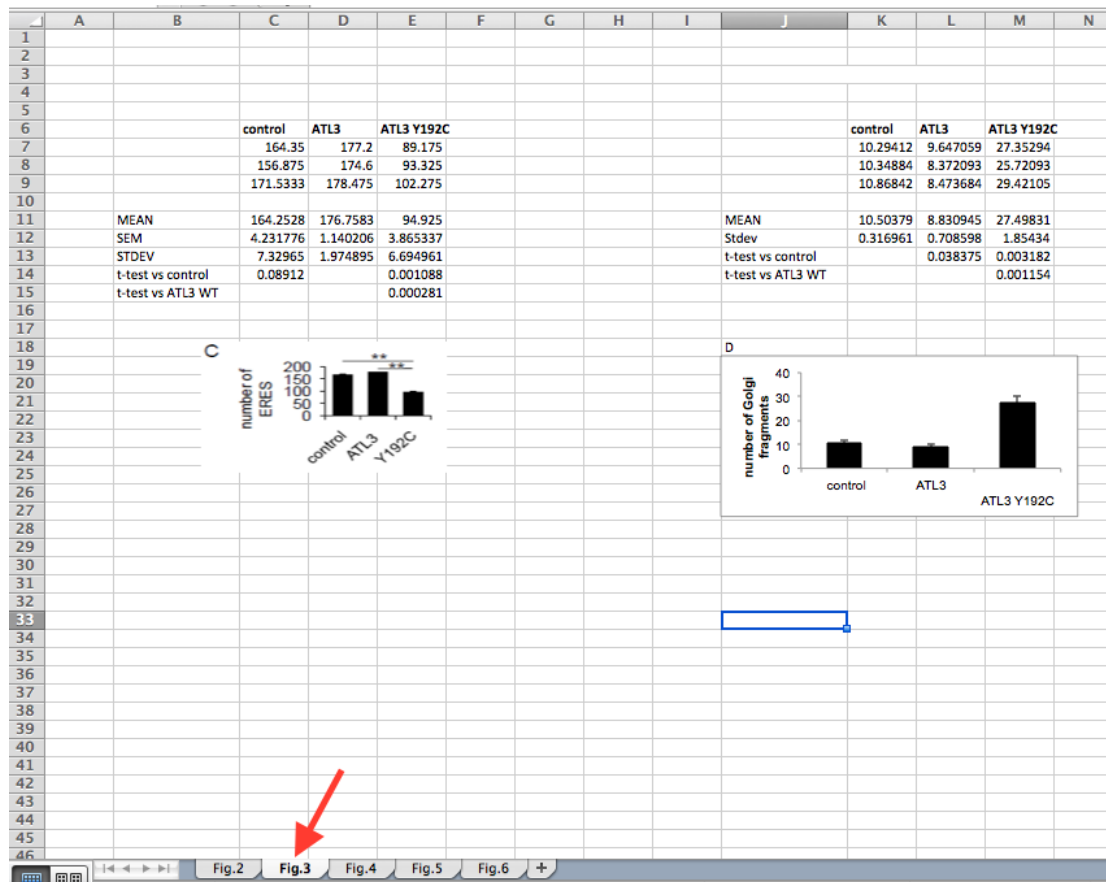 A B C D E F G H I J K L M N
1
2
3
4
5
6 control ATL3 ATL3 Y192C control ATL3 ATL3 Y192C
7 164.35 177.2 89.175 10.29412 9.647059 27.35294
8 156.875 174.6 93.325 10.34884 8.372093 25.72093
9 171.5333 178.475 102.275 10.86842 8.473684 29.42105
10
11 MEAN 164.2528 176.7583 94.925 MEAN 10.50379 8.830945 27.49831
12 SEM 4.231776 1.140206 3.865337 Stdev 0.316961 0.708598 1.85434
13 STDEV 7.32965 1.974895 6.694961 t-test vs control 0.038375 0.003182
14 t-test vs control 0.08912 0.001088 t-test vs ATL3 WT 0.001154
15 t-test vs ATL3 WT 0.000281
16
17
18 D
19
20
21
22
23
24
25
26
27
28
29
30
31
32
33
34
35
36
37
38
39
40
41
42
43
44
45
46
C
number of
ERES
200
150
100
50
0
**
**
control ATL3 Y192C
number of Golgi
fragments
40
30
20
10
0
control ATL3
ATL3 Y192C
Fig.2 Fig.3 Fig.4 Fig.5 Fig.6 +